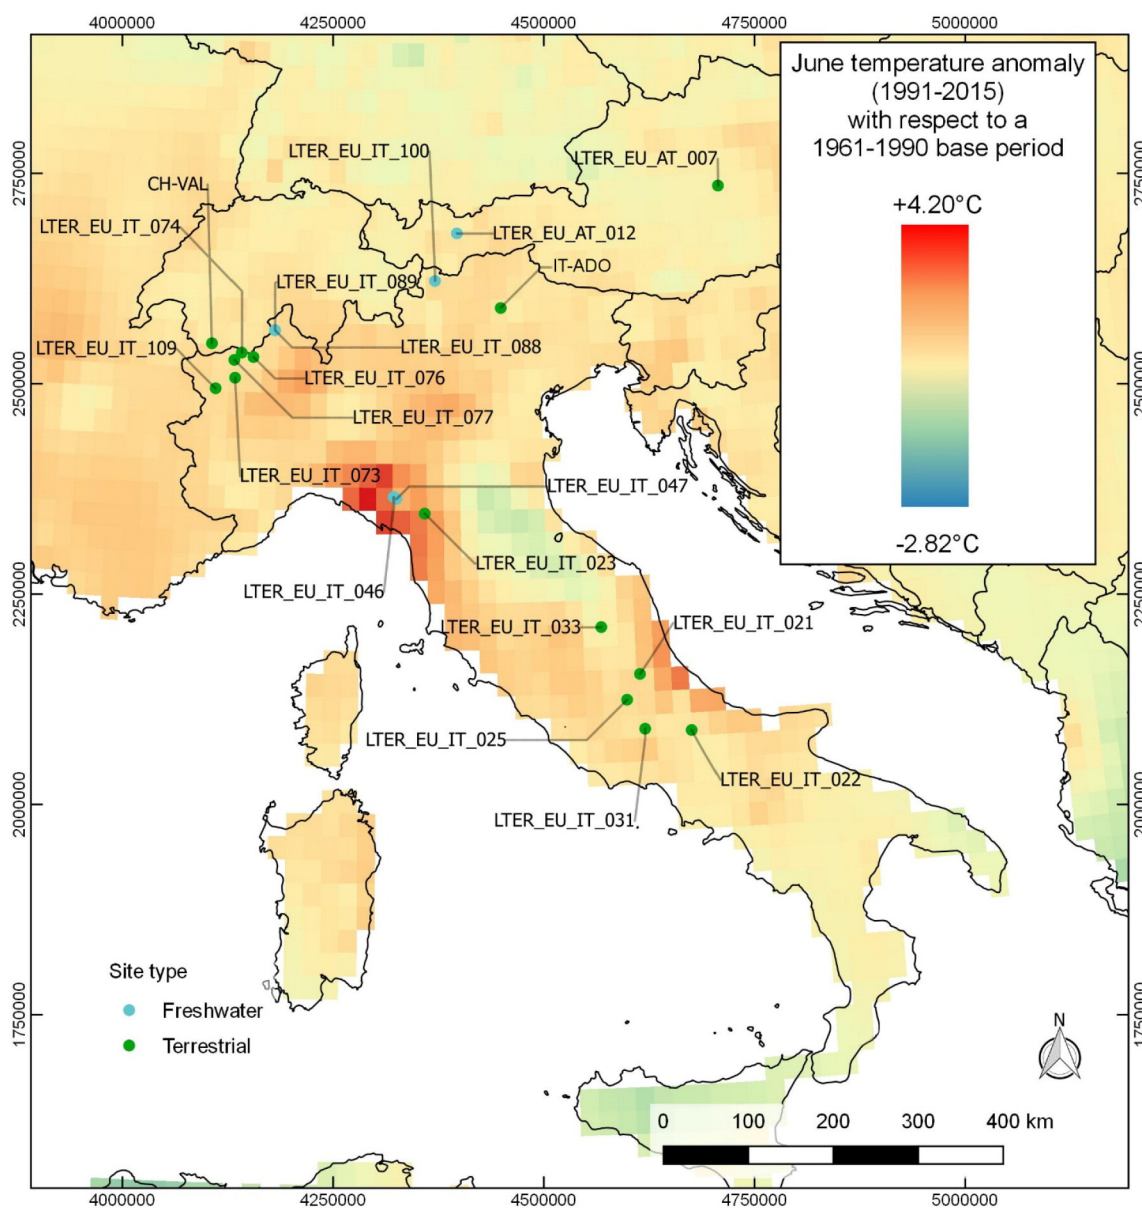 4000000 4250000 4500000 4750000 5000000
June temperature anomaly
(1991-2015)
with respect to a
1961-1990 base period
+4.20°C
-2.82°C
2750000
2500000
2250000
2000000
1750000
2750000
2500000
2250000
2000000
1750000
LTER_EU_IT_100
LTER_EU_AT_007
CH-VAL
LTER_EU_IT_074
LTER_EU_AT_012
IT-ADO
LTER_EU_IT_089
LTER_EU_IT_109
LTER_EU_IT_088
LTER_EU_IT_076
LTER_EU_IT_077
LTER_EU_IT_073
LTER_EU_IT_047
LTER_EU_IT_023
LTER_EU_IT_046
LTER_EU_IT_033
LTER_EU_IT_021
LTER_EU_IT_025
LTER_EU_IT_022
LTER_EU_IT_031
Site type
Freshwater
Terrestrial
N
0 100 200 300 400 km
4000000 4250000 4500000 4750000 5000000